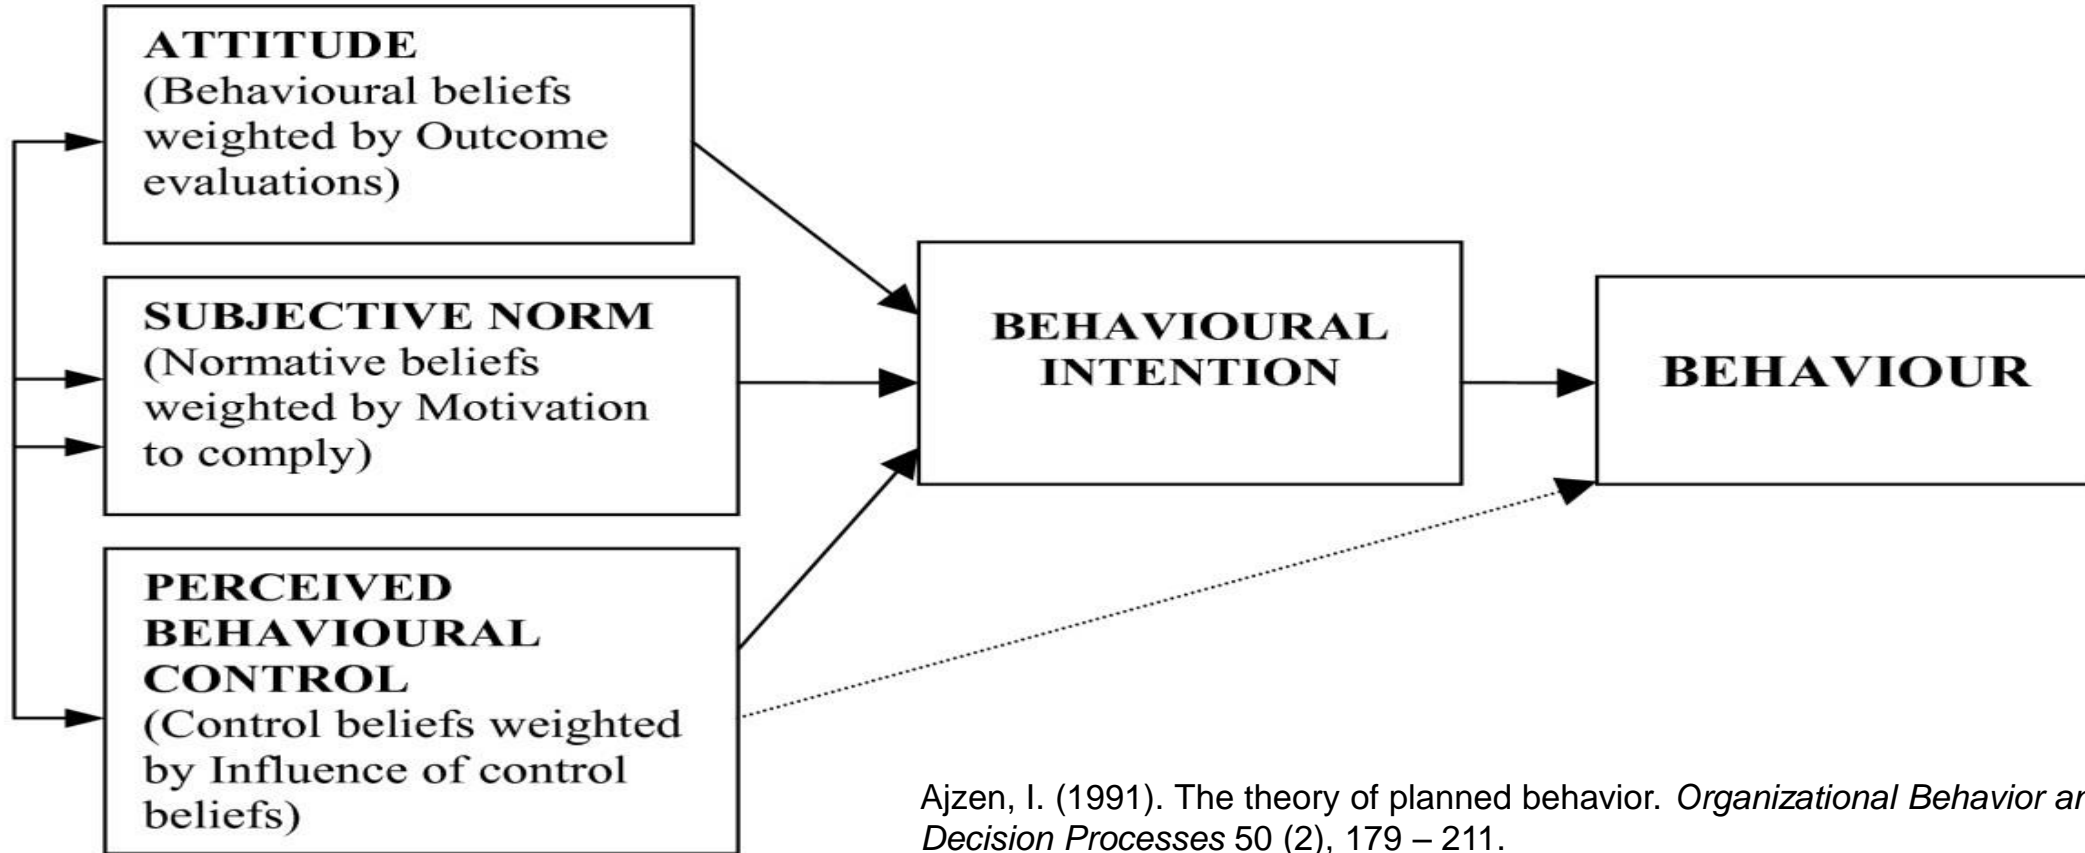 ATTITUDE
(Behavioural beliefs
weighted by Outcome
evaluations)
SUBJECTIVE NORM
(Normative beliefs
weighted by Motivation
to comply)
PERCEIVED
BEHAVIOURAL
CONTROL
(Control beliefs weighted
by Influence of control
beliefs)
BEHAVIOURAL
INTENTION
BEHAVIOUR
Ajzen, I. (1991). The theory of planned behavior. Organizational Behavior
Decision Processes 50 (2), 179 – 211.